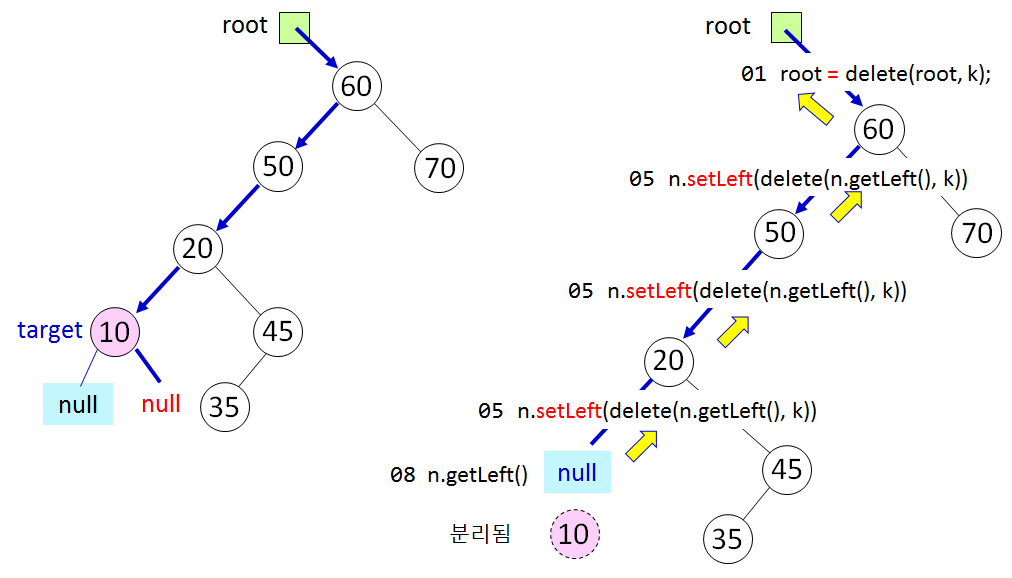 root
60
50
70
20
target 10
45
null
null
35
root
01 root = delete(root, k);
60
05 n.setLeft(delete(n.getLeft(), k))
50
70
05 n.setLeft(delete(n.getLeft(), k))
20
05 n.setLeft(delete(n.getLeft(), k))
08 n.getLeft()
null
45
분리됨
10
35